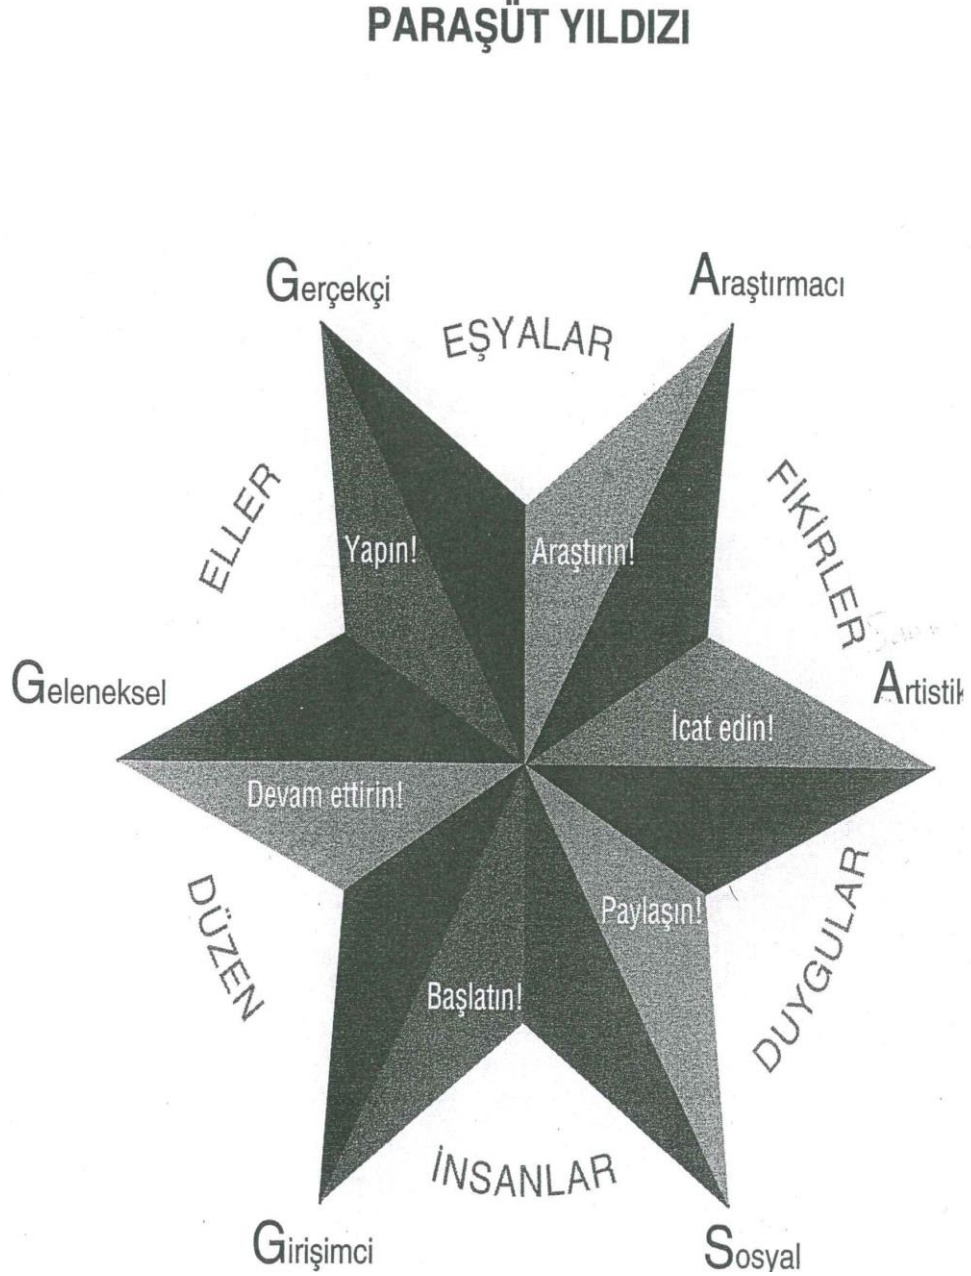 PARAŞÜT YILDIZI
Gerçekçi
Araştırmacı
EŞYALAR
ELLER
FİKİRLER
Yapın!
Araştırın!
Geleneksel
Artistik
İcat edin!
Devam ettirin!
Paylaşın!
DÜZEN
DUYGULAR
Başlatın!
İNSANLAR
Girişimci
Sosyal